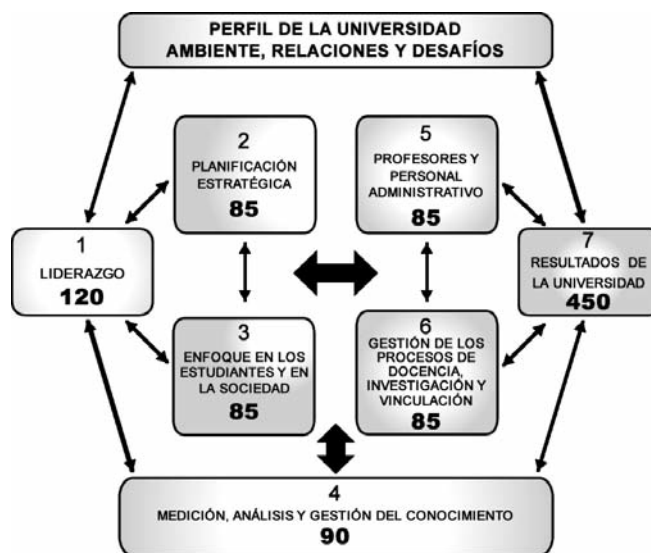 PERFIL DE LA UNIVERSIDAD
AMBIENTE, RELACIONES Y DESAFÍOS
2
PLANIFICACIÓN
ESTRATÉGICA
85
5
PROFESORES Y
PERSONAL
ADMINISTRATIVO
85
1
LIDERAZGO
120
7
RESULTADOS DE
LA UNIVERSIDAD
450
3
ENFOQUE EN LOS
ESTUDIANTES Y EN
LA SOCIEDAD
85
6
GESTIÓN DE LOS
PROCESOS DE
DOCENCIA,
INVESTIGACIÓN Y
VINCULACIÓN
85
4
MEDICIÓN, ANÁLISIS Y GESTIÓN DEL CONOCIMIENTO
90